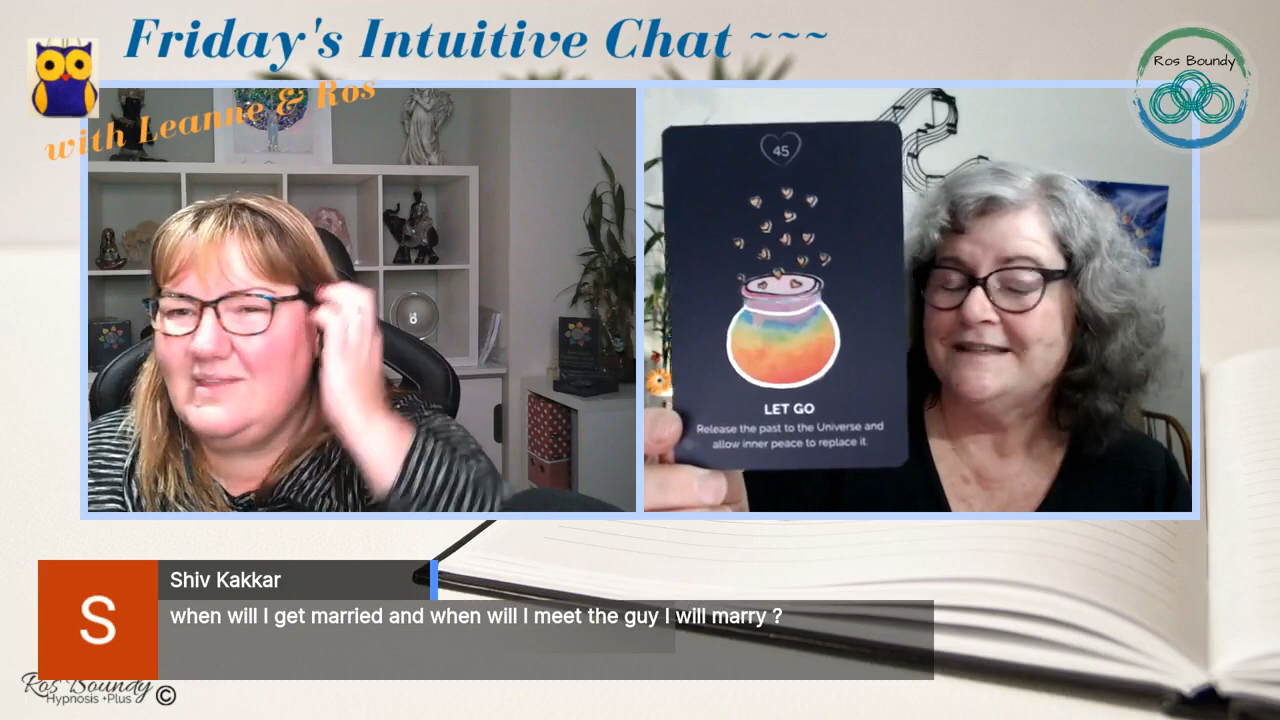 Friday's Intuitive Chat ~~~
with Leanne & Ros
Ros Boundy
45
LET GO
Release the past to the Universe and
allow inner peace to replace it.
S
Shiv Kakkar
when will I get married and when will I meet the guy I will marry ?
Ros Boundy
Hypnosis +Plus ©